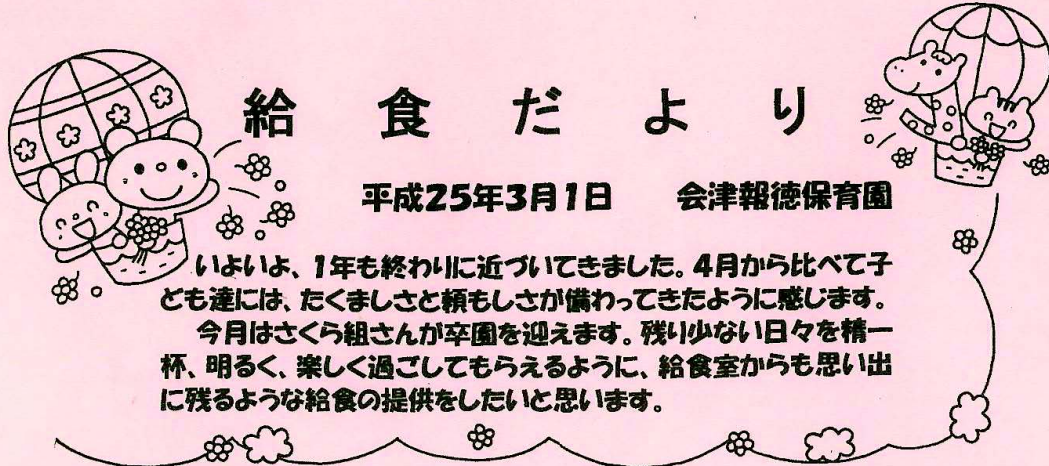 給食だより
平成25年3月1日　会津報徳保育園
いよいよ、1年も終わりに近づいてきました。4月から比べて子
ども達には、たくましさと頼もしさが備わってきたように感じます。
今月はさくら組さんが卒園を迎えます。残り少ない日々を精一
杯、明るく、楽しく過ごしてもらえるように、給食室からも思い出
に残るような給食の提供をしたいと思います。